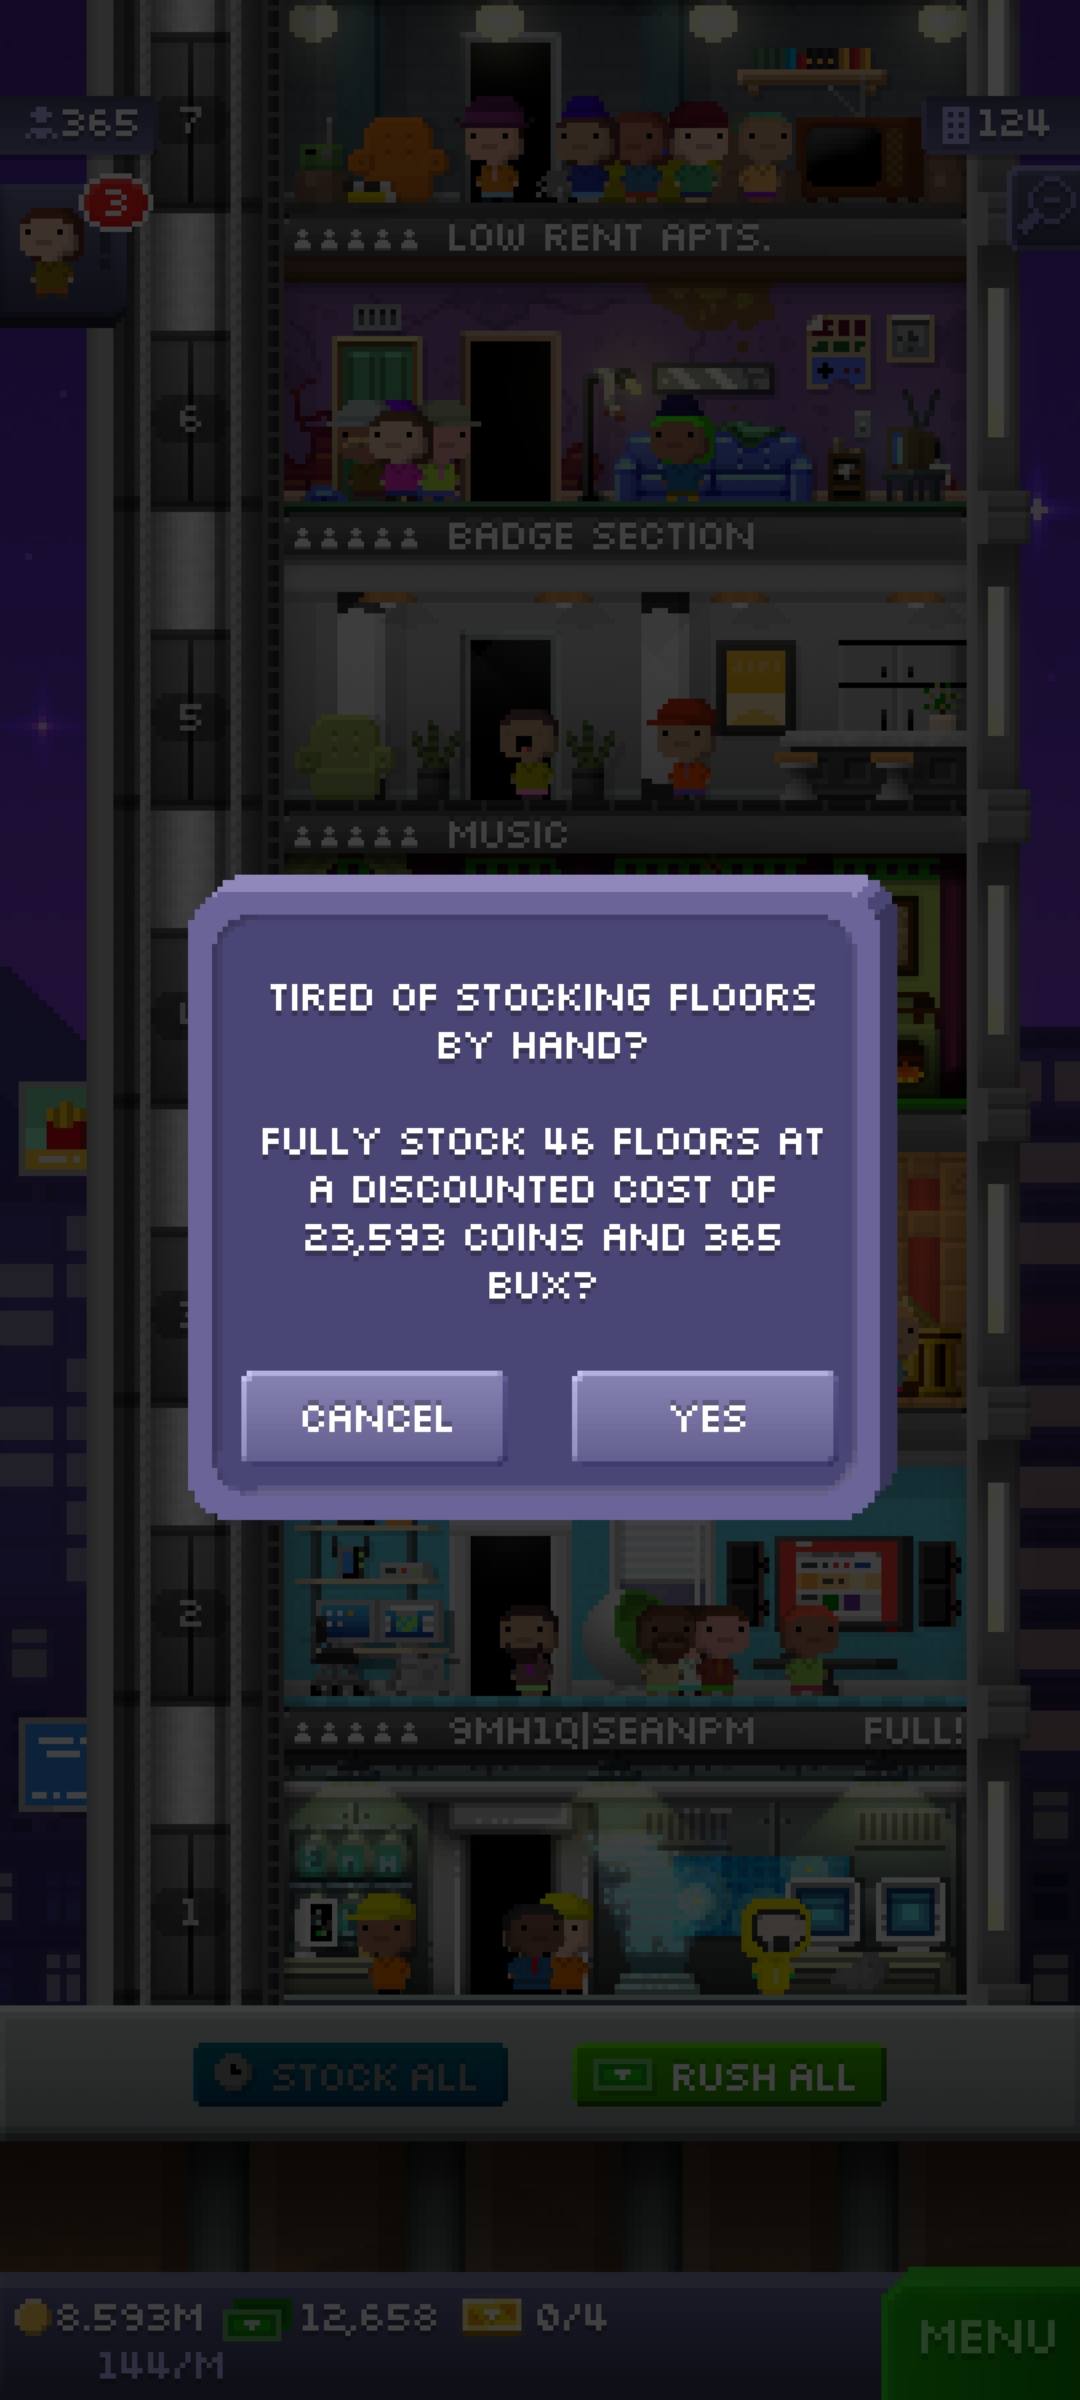 365
7
124
3
LOW RENT APTS.
6
BADGE SECTION
5
MUSIC
TIRED OF STOCKING FLOORS
BY HAND?
FULLY STOCK 46 FLOORS AT
A DISCOUNTED COST OF
23,593 COINS AND 365
BUX?
CANCEL
YES
2
9MH1Q|SEANPM
FULL!
1
STOCK ALL
RUSH ALL
8.593M
12,658
0/4
144/M
MENU